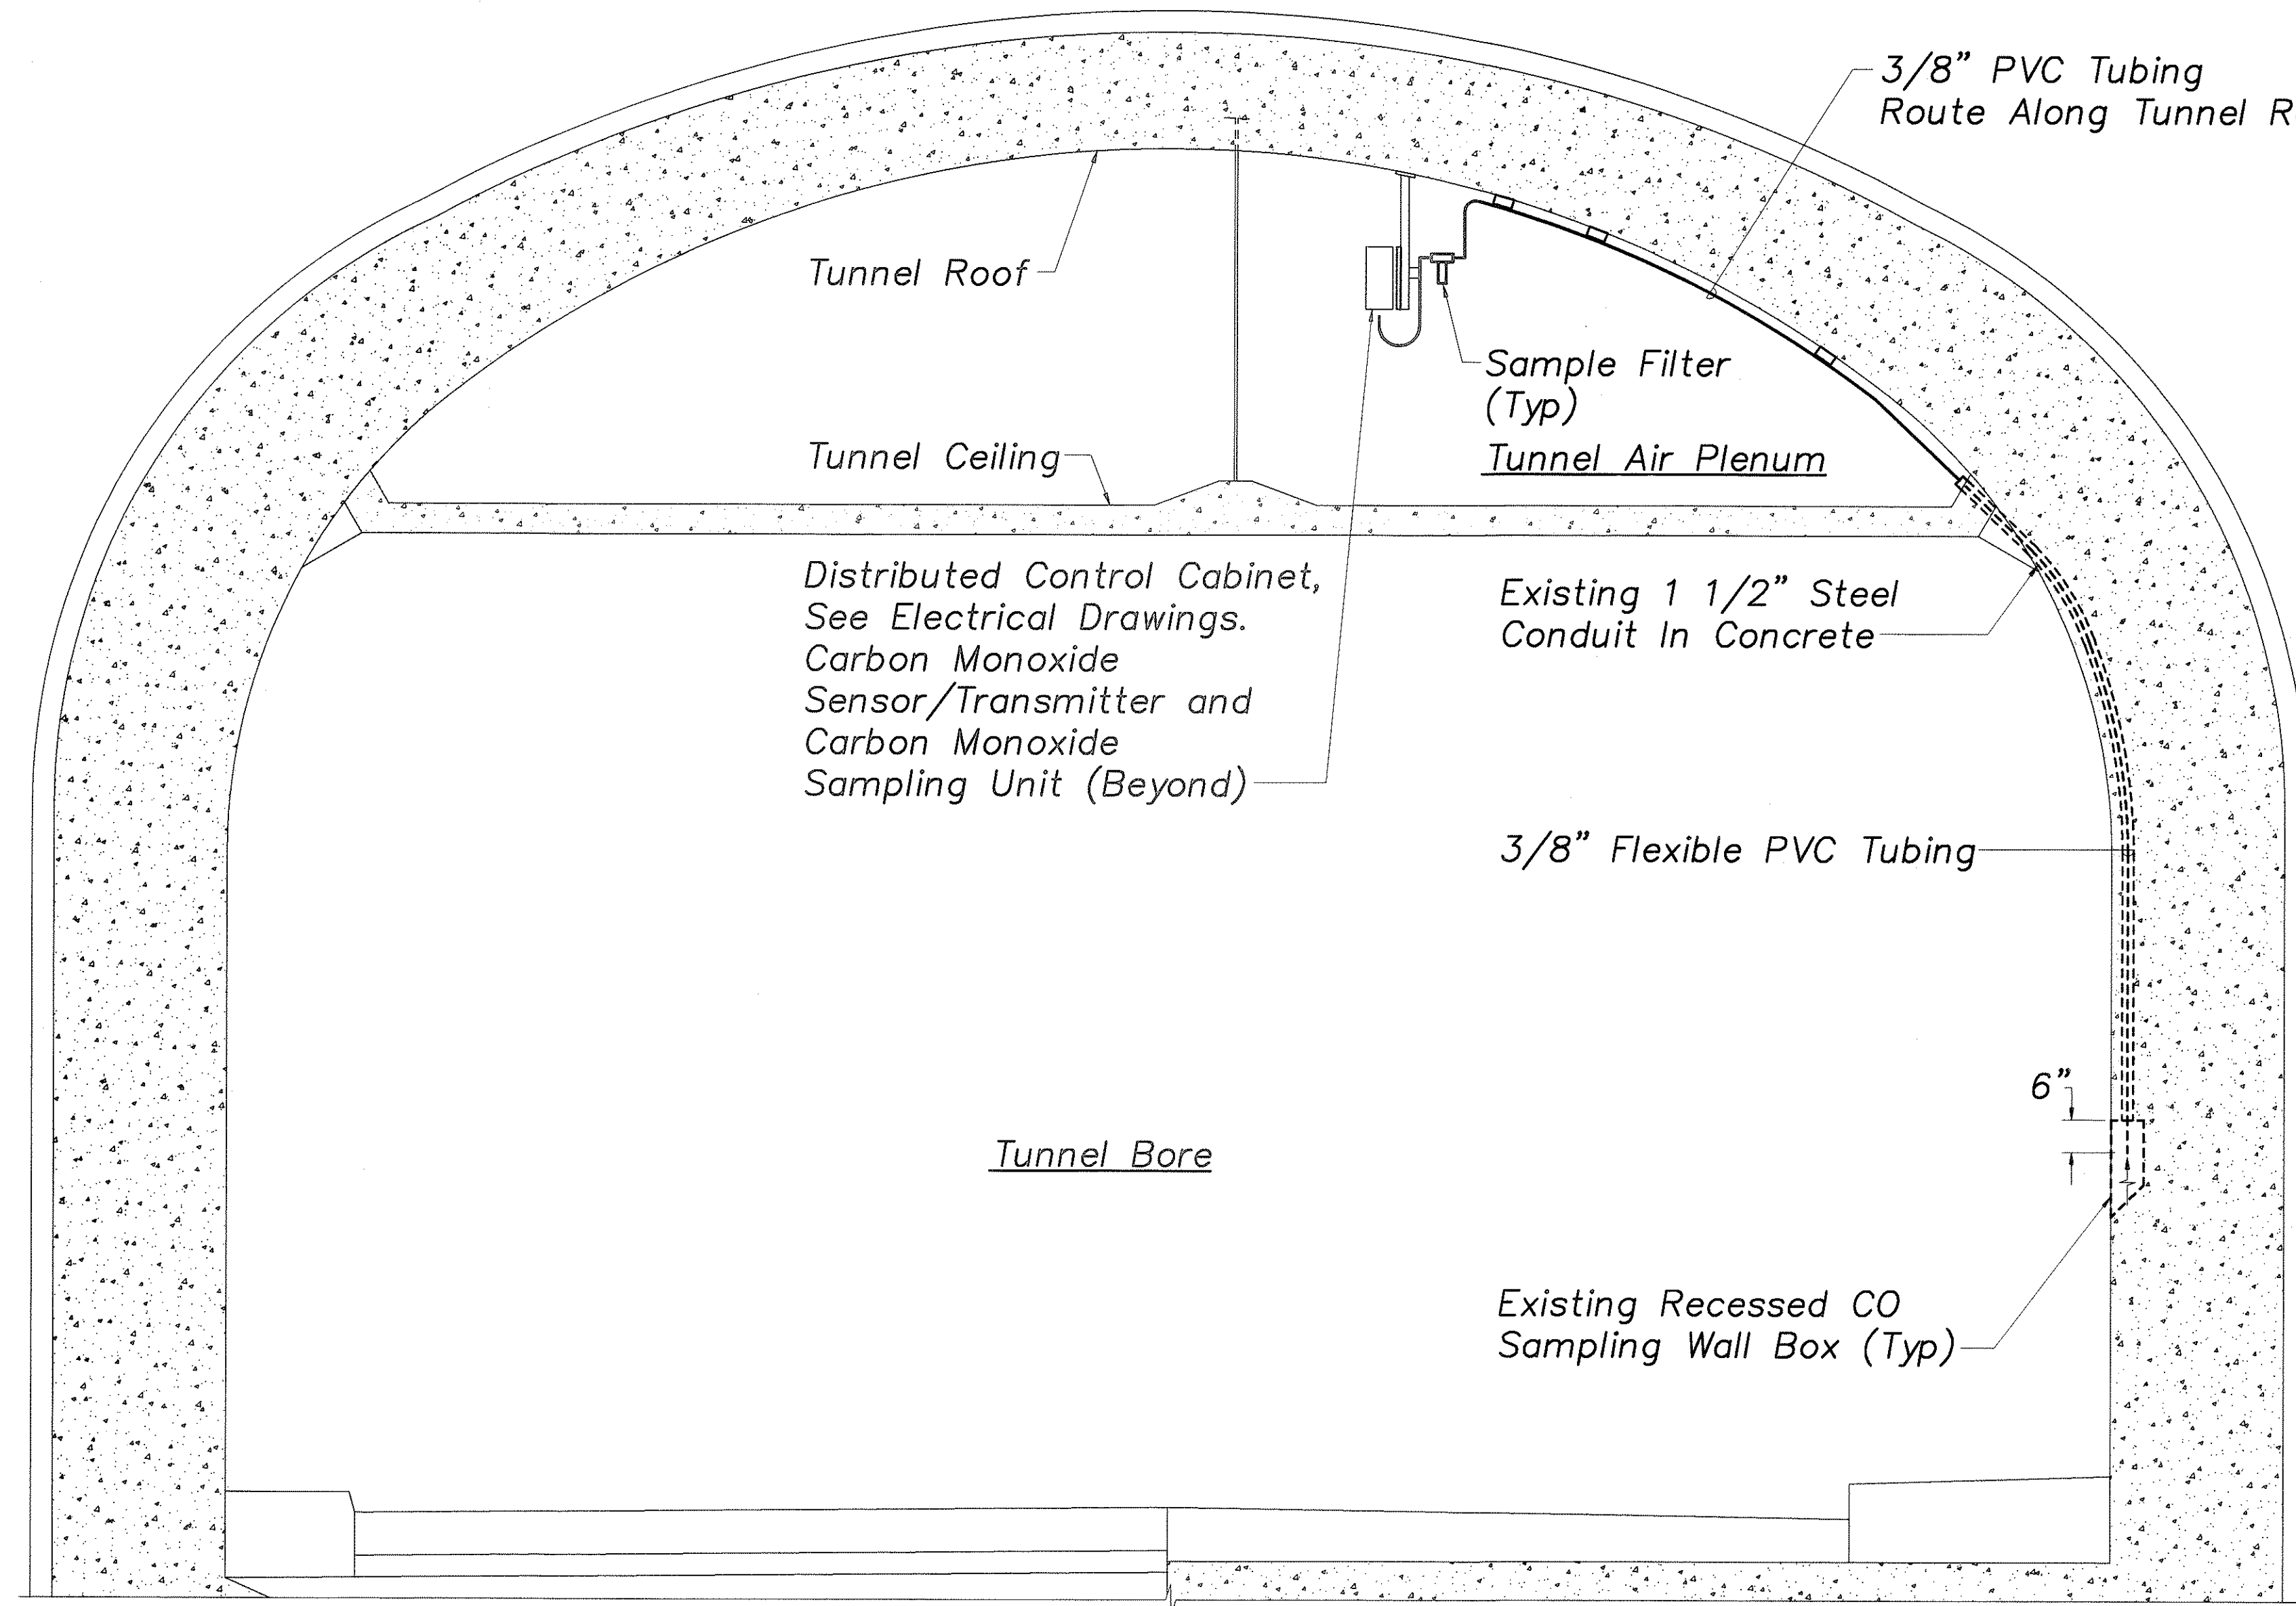 3/8" PVC Tubing
Route Along Tunnel R
Tunnel Roof
Sample Filter
(Typ)
Tunnel Ceiling
Tunnel Air Plenum
Distributed Control Cabinet,
See Electrical Drawings.
Carbon Monoxide
Sensor/Transmitter and
Carbon Monoxide
Sampling Unit (Beyond)
Existing 1 1/2" Steel
Conduit In Concrete
3/8" Flexible PVC Tubing
6"
Tunnel Bore
Existing Recessed CO
Sampling Wall Box (Typ)